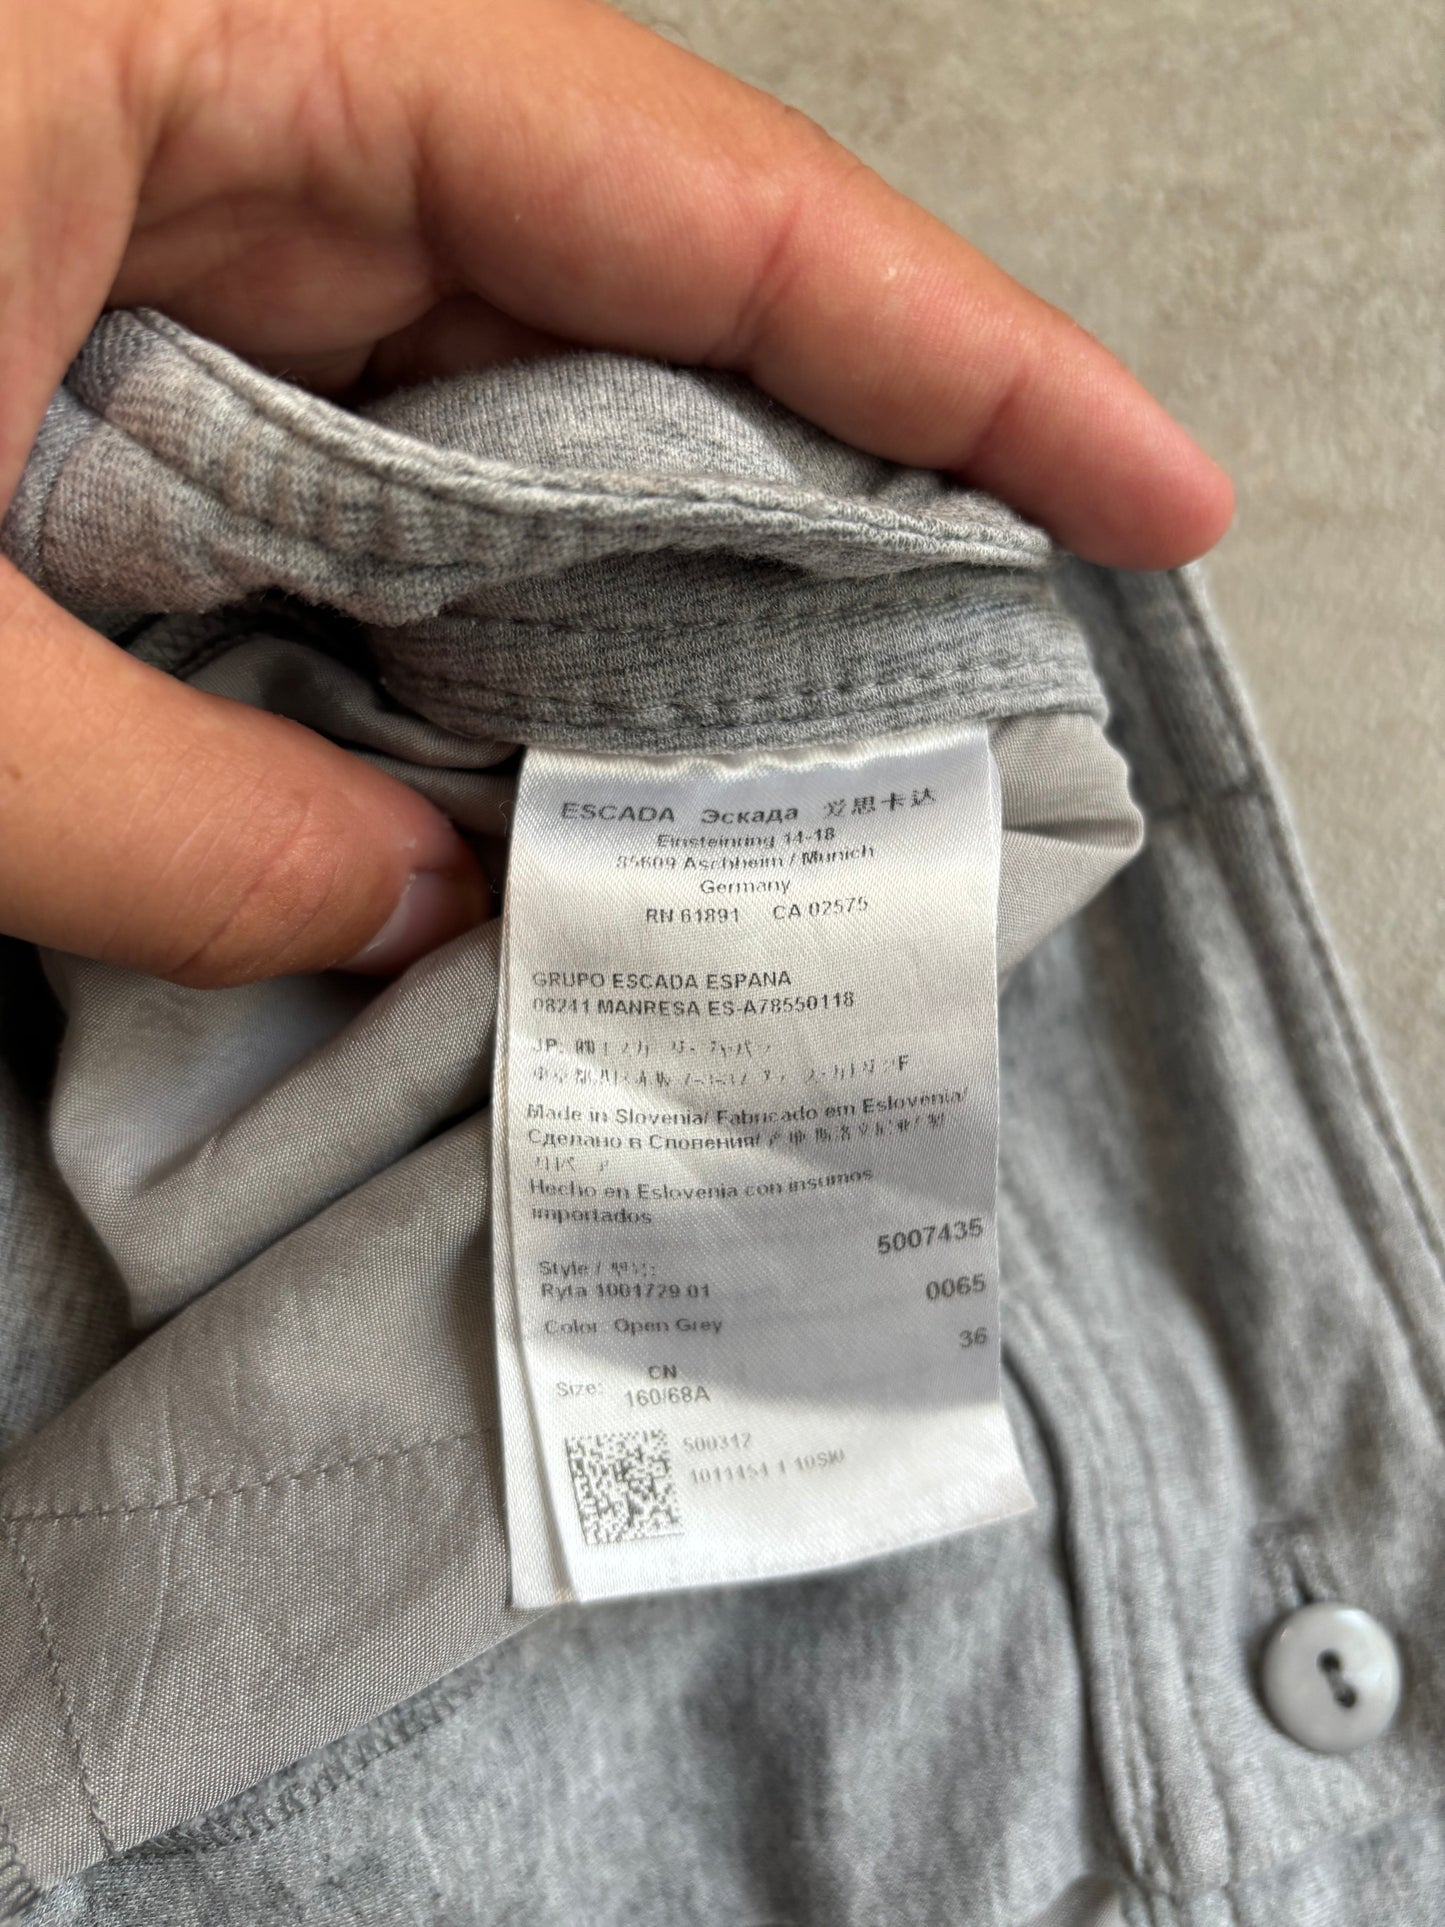 ESCADA Эскада 爱思卡达
Einsteinring 14-18
85609 Aschheim / Munich
Germany
RN 61891 CA 02575
GRUPO ESCADA ESPANA
08241 MANRESA ES-A78550118
JP:
Made in Slovenia/ Fabricado em Eslovenia/
Сделано в Словения/
Hecho en Eslovenia con insumos
importados
5007435
Style /
Ryta 1001729 01
0065
Color: Open Grey
36
CN
Size: 160/68A
500312